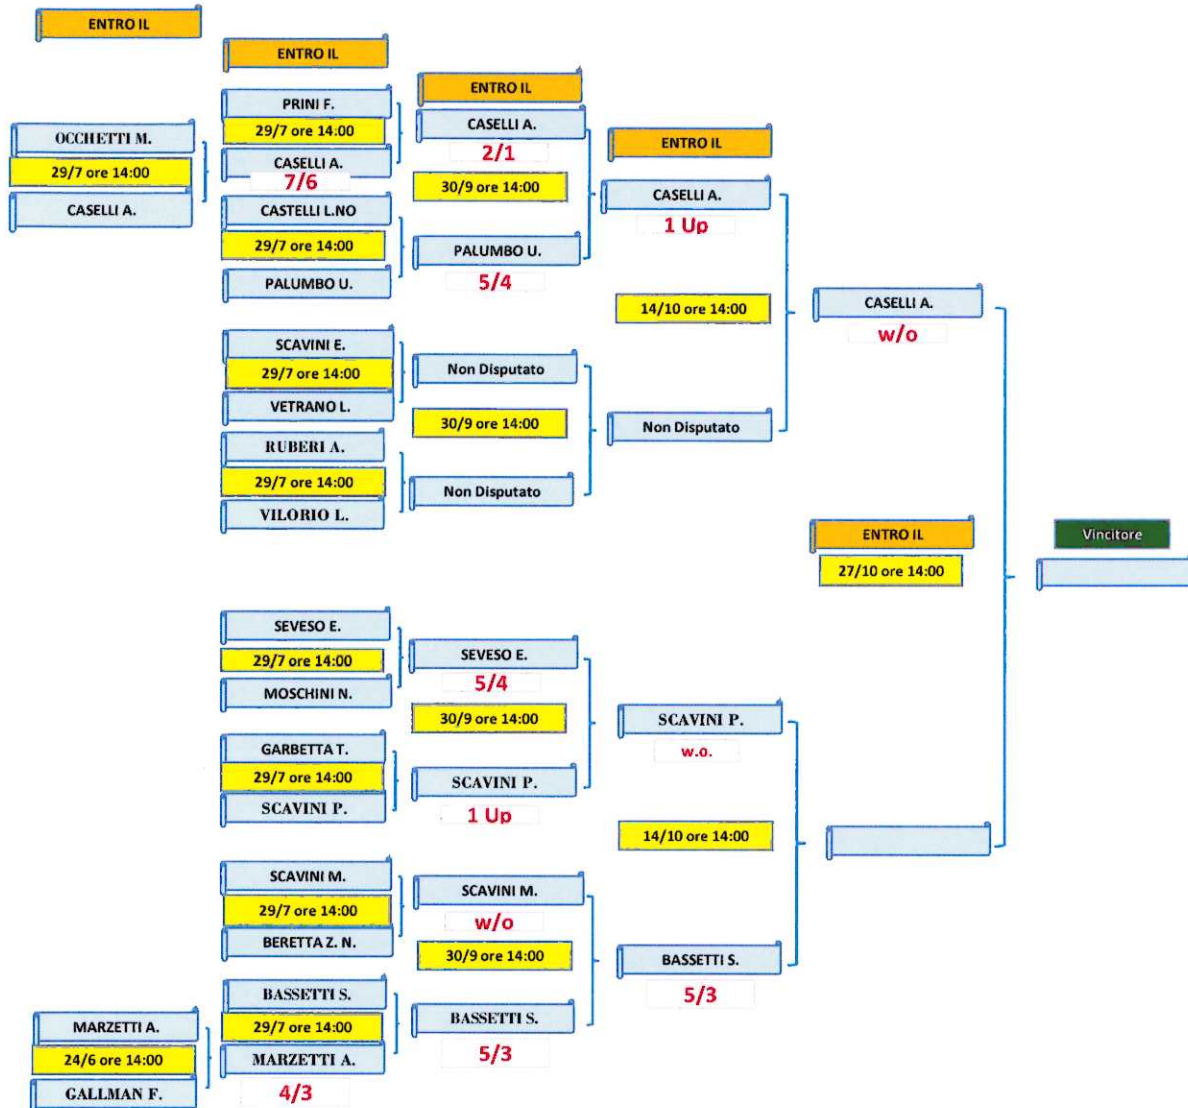 ENTRO IL
OCCHETTI M.
29/7 ore 14:00
CASELLI A.
MARZETTI A.
24/6 ore 14:00
GALLMAN F.
ENTRO IL
PRINI F.
29/7 ore 14:00
CASELLI A.
7/6
CASTELLI L.NO
29/7 ore 14:00
PALUMBO U.
SCAVINI E.
29/7 ore 14:00
VETRANO L.
RUBERI A.
29/7 ore 14:00
VILORIO L.
SEVESO E.
29/7 ore 14:00
MOSCHINI N.
GARBETTA T.
29/7 ore 14:00
SCAVINI P.
SCAVINI M.
29/7 ore 14:00
BERETTA Z. N.
BASSETTI S.
29/7 ore 14:00
MARZETTI A.
4/3
ENTRO IL
CASELLI A.
2/1
30/9 ore 14:00
PALUMBO U.
5/4
Non Disputato
30/9 ore 14:00
Non Disputato
SEVESO E.
5/4
30/9 ore 14:00
SCAVINI P.
1 Up
SCAVINI M.
w/o
30/9 ore 14:00
BASSETTI S.
5/3
ENTRO IL
CASELLI A.
1 Up
14/10 ore 14:00
Non Disputato
SCAVINI P.
w.o.
14/10 ore 14:00
BASSETTI S.
5/3
CASELLI A.
w/o
ENTRO IL
27/10 ore 14:00
Vincitore